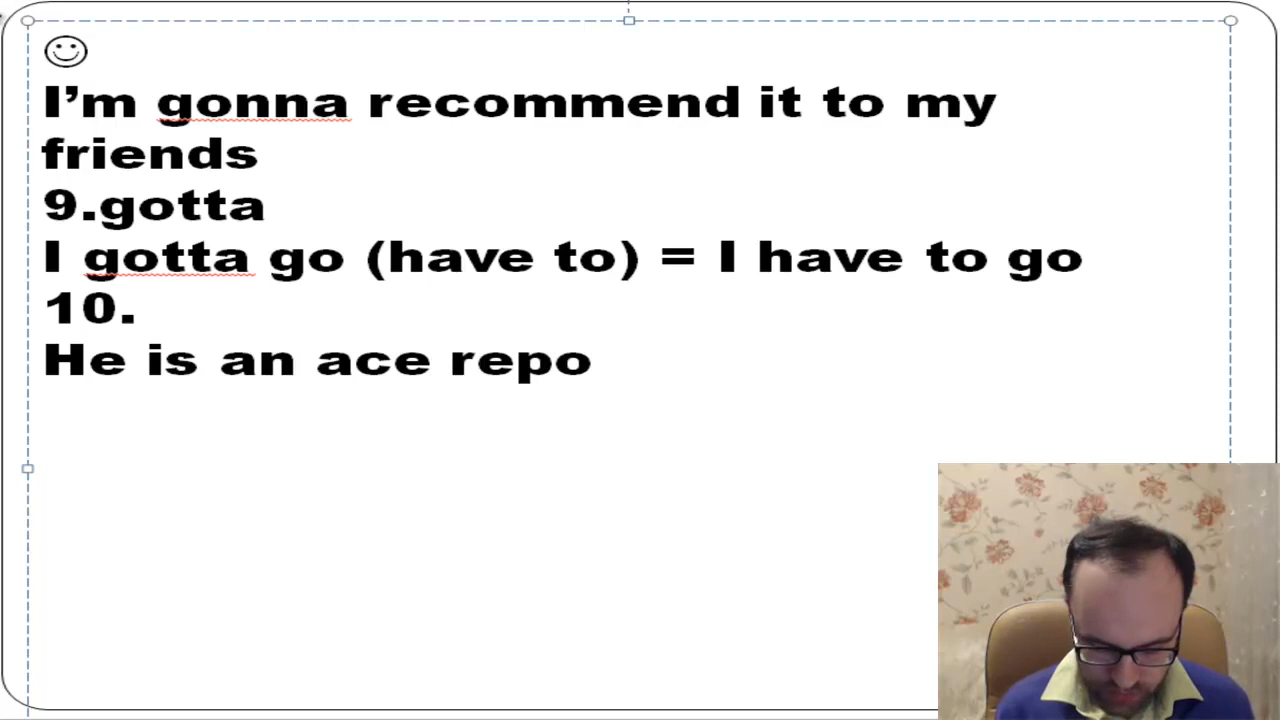 I’m gonna recommend it to my
friends
9.gotta
I gotta go (have to) = I have to go
10.
He is an ace repo